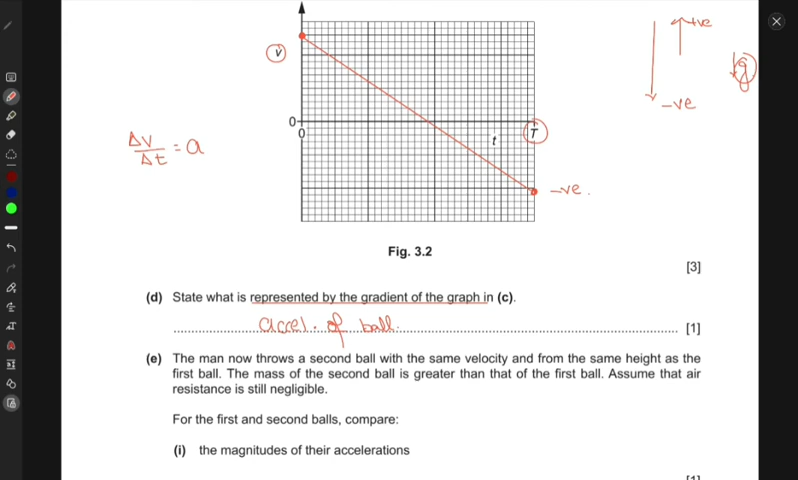 v
+ve
g
-ve
0
0
t
T
ΔV/Δt = a
-ve.
Fig. 3.2
[3]
(d) State what is represented by the gradient of the graph in (c).
accel. of ball. [1]
(e) The man now throws a second ball with the same velocity and from the same height as the
first ball. The mass of the second ball is greater than that of the first ball. Assume that air
resistance is still negligible.
For the first and second balls, compare:
(i) the magnitudes of their accelerations
[1]